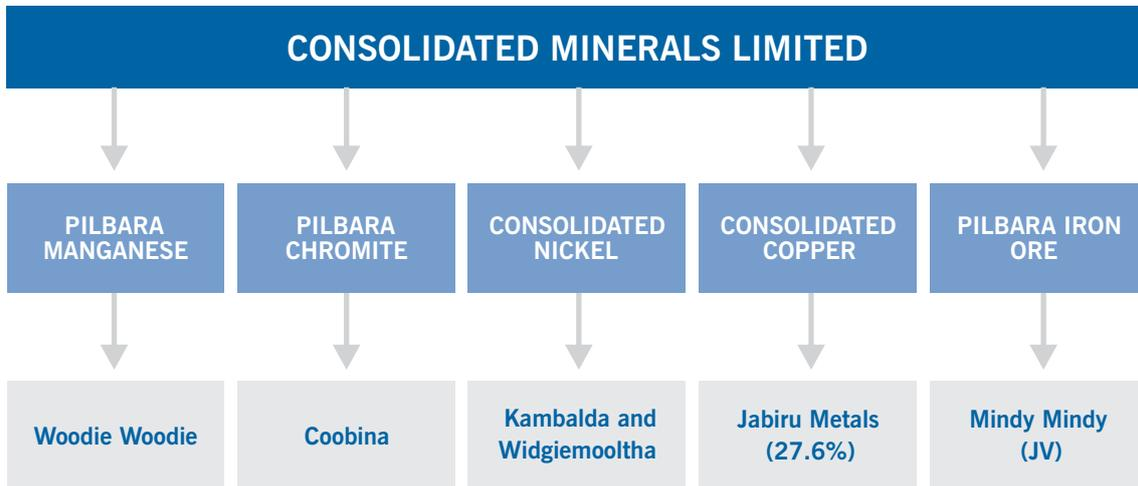 CONSOLIDATED MINERALS LIMITED
PILBARA
MANGANESE
PILBARA
CHROMITE
CONSOLIDATED
NICKEL
CONSOLIDATED
COPPER
PILBARA IRON
ORE
Woodie Woodie
Coobina
Kambalda and
Widgiemooltha
Jabiru Metals
(27.6%)
Mindy Mindy
(JV)